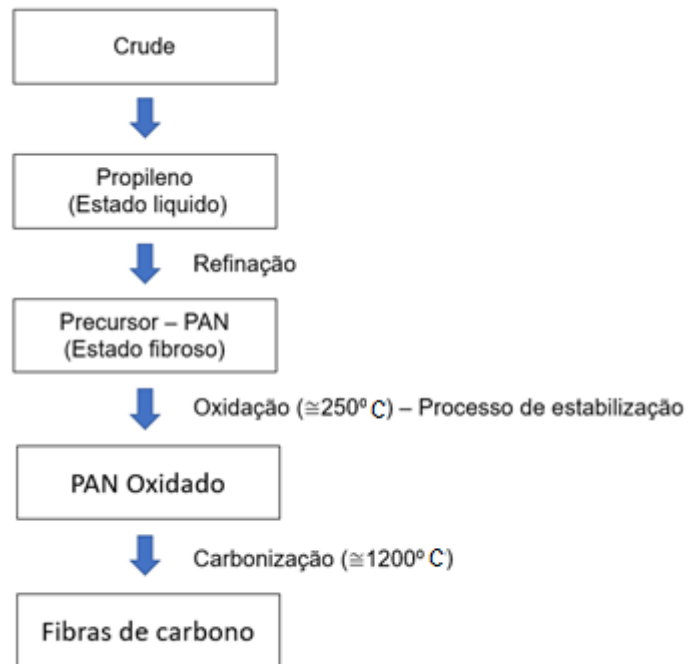 Crude
Propileno
(Estado liquido)
Refinação
Precursor – PAN
(Estado fibroso)
Oxidação (≅250º C) – Processo de estabilização
PAN Oxidado
Carbonização (≅1200º C)
Fibras de carbono